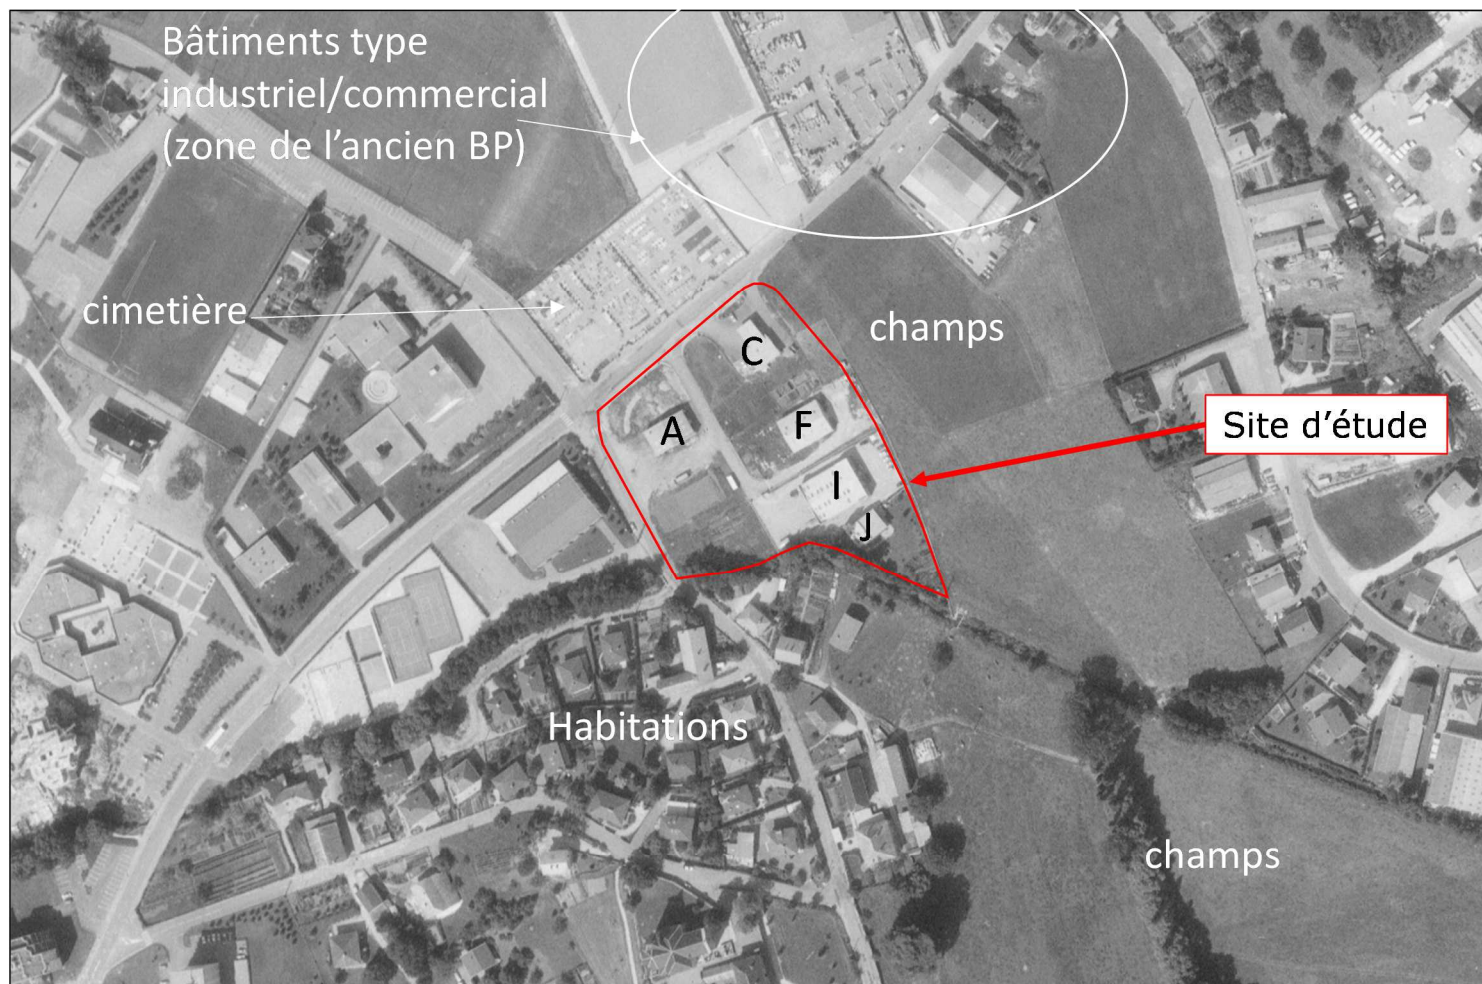 Bâtiments type
industriel/commercial
(zone de l'ancien BP)
cimetière
champs
C
A
F
Site d'étude
I
J
Habitations
champs